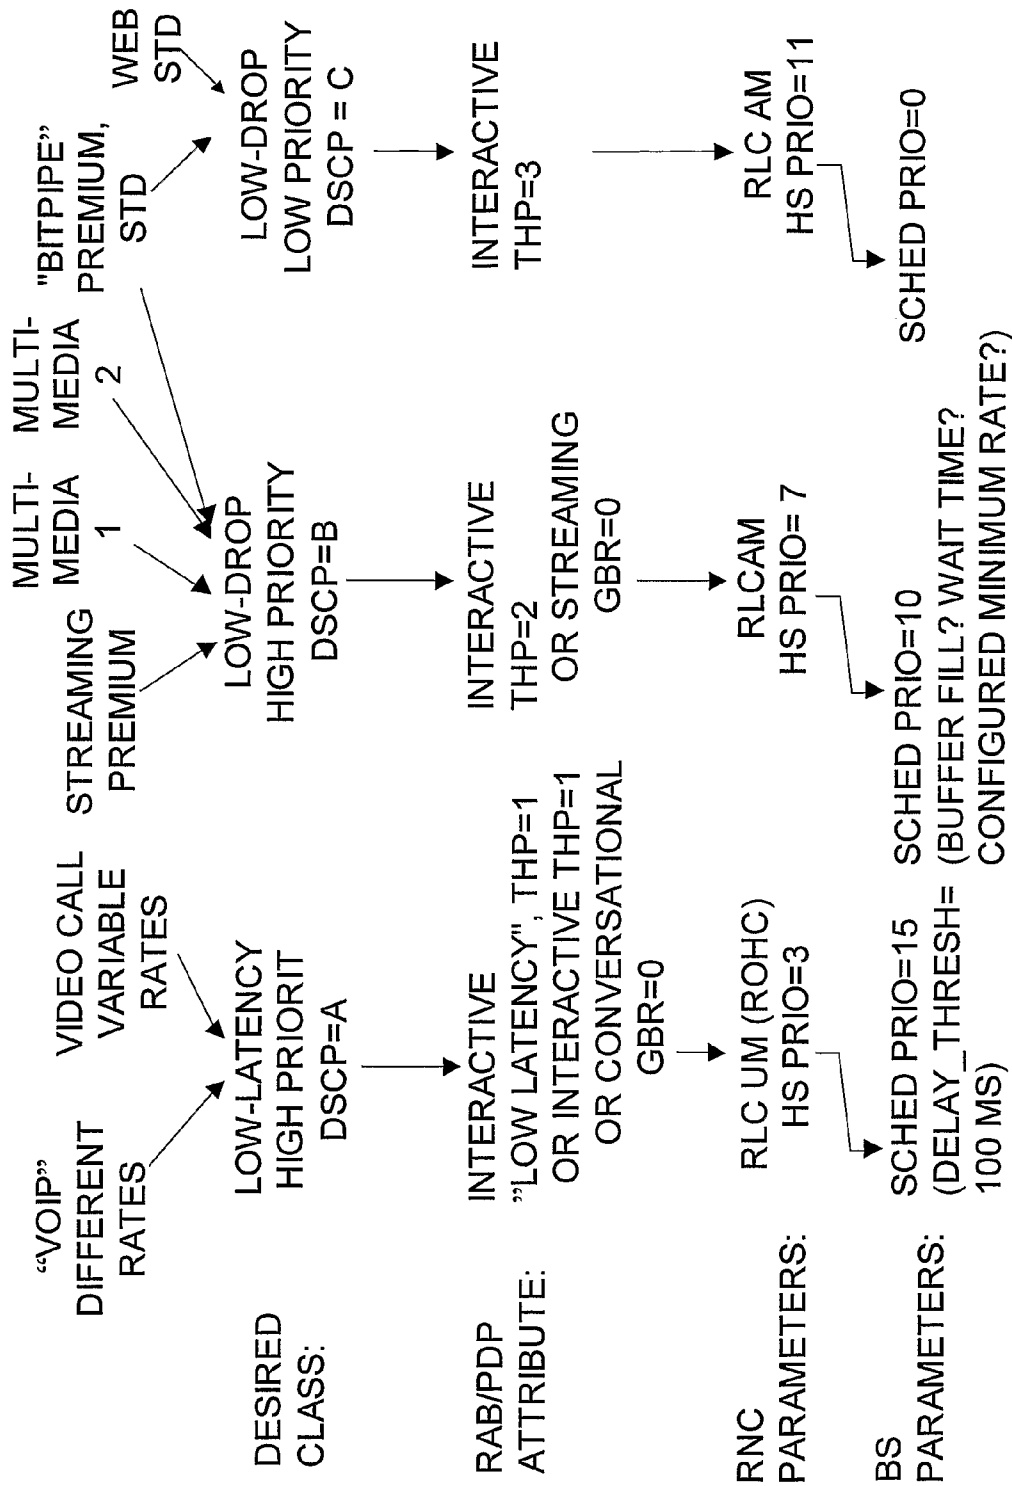 “VOIP”
DIFFERENT
RATES
VIDEO CALL
VARIABLE
RATES
STREAMING
PREMIUM
MULTI-
MEDIA
1
MULTI-
MEDIA
2
"BITPIPE”
PREMIUM,
STD
WEB
STD
DESIRED
CLASS:
LOW-LATENCY
HIGH PRIORIT
DSCP=A
LOW-DROP
HIGH PRIORITY
DSCP=B
LOW-DROP
LOW PRIORITY
DSCP = C
RAB/PDP
ATTRIBUTE:
INTERACTIVE
”LOW LATENCY", THP=1
OR INTERACTIVE THP=1
OR CONVERSATIONAL
GBR=0
INTERACTIVE
THP=2
OR STREAMING
GBR=0
INTERACTIVE
THP=3
RNC
PARAMETERS:
RLC UM (ROHC)
HS PRIO=3
RLCAM
HS PRIO= 7
RLC AM
HS PRIO=11
BS
PARAMETERS:
SCHED PRIO=15
(DELAY_THRESH=
100 MS)
SCHED PRIO=10
(BUFFER FILL? WAIT TIME?
CONFIGURED MINIMUM RATE?)
SCHED PRIO=0